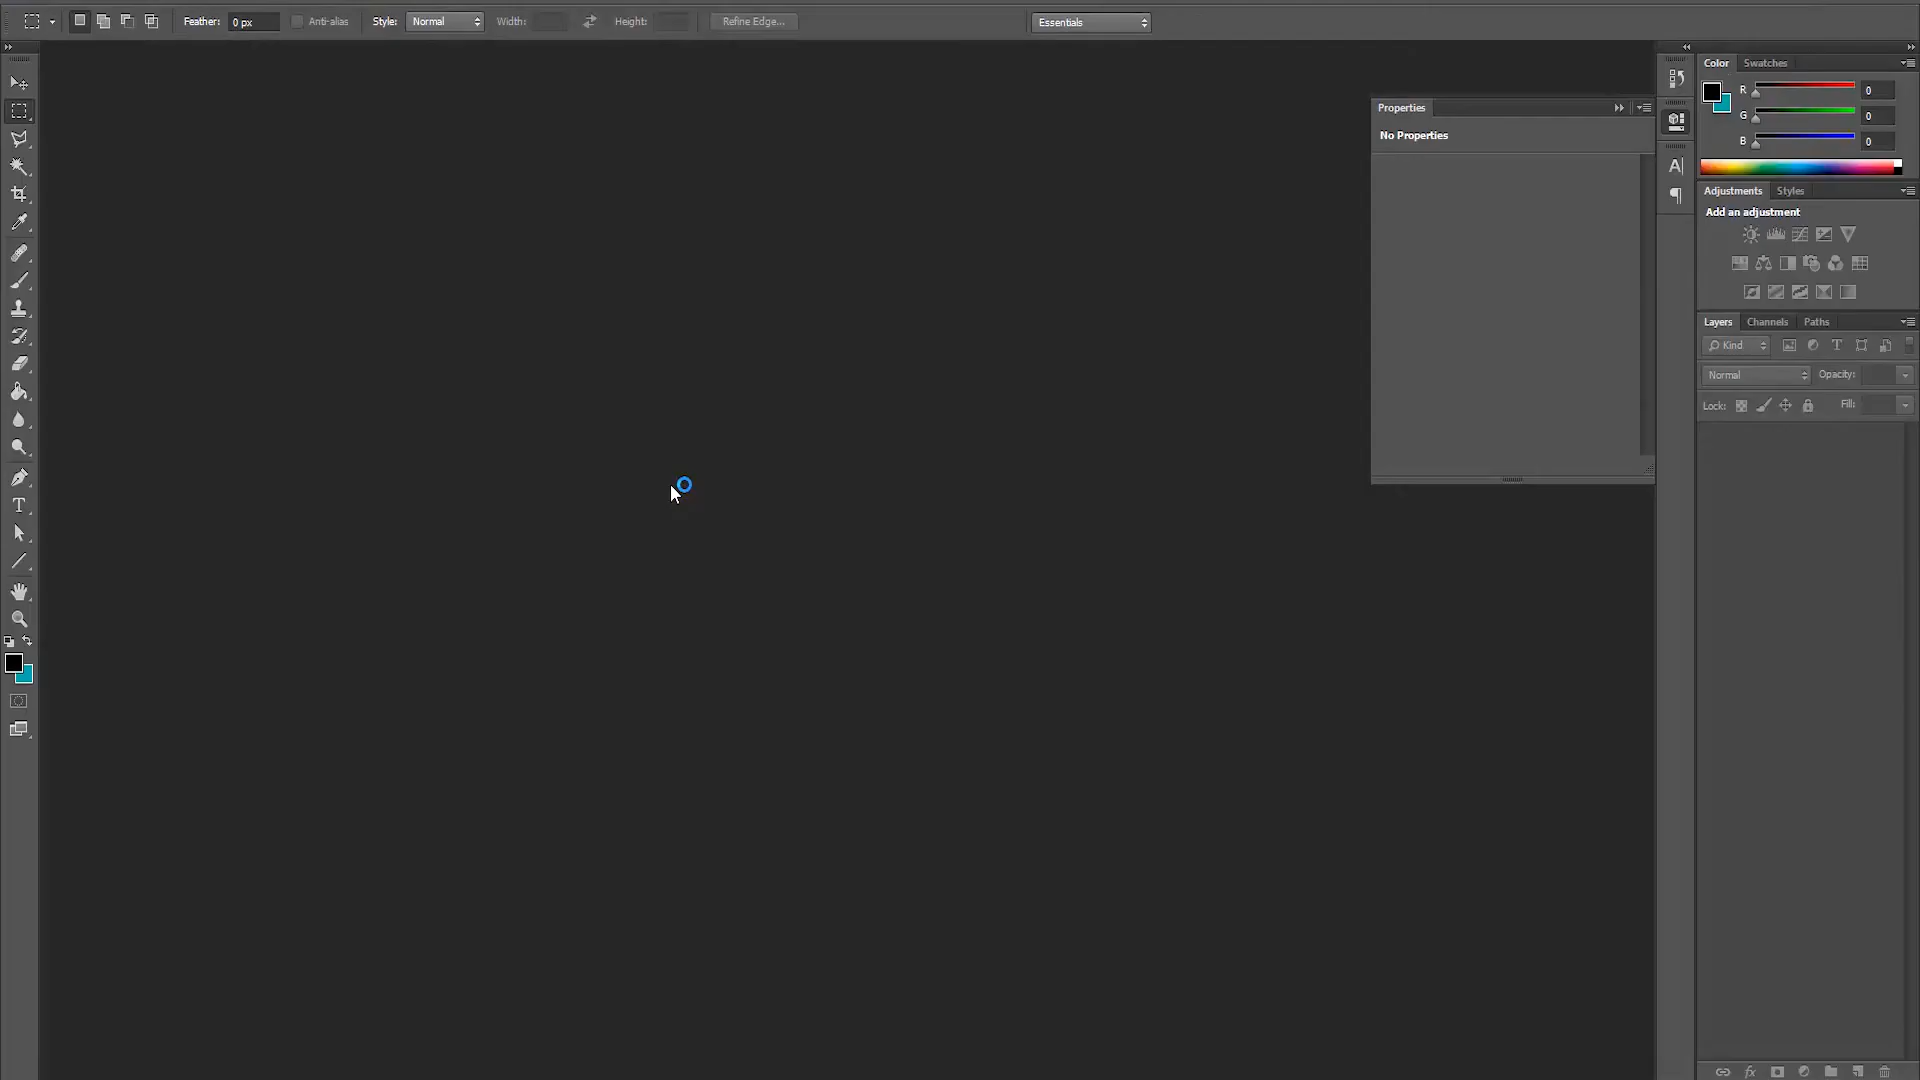 Feather: 0 px Anti-alias Style: Normal Width: Height: Refine Edge... Essentials
Color Swatches
R 0
G 0
B 0
Properties
No Properties
Adjustments Styles
Add an adjustment
Layers Channels Paths
Kind
Normal Opacity:
Lock: Fill: